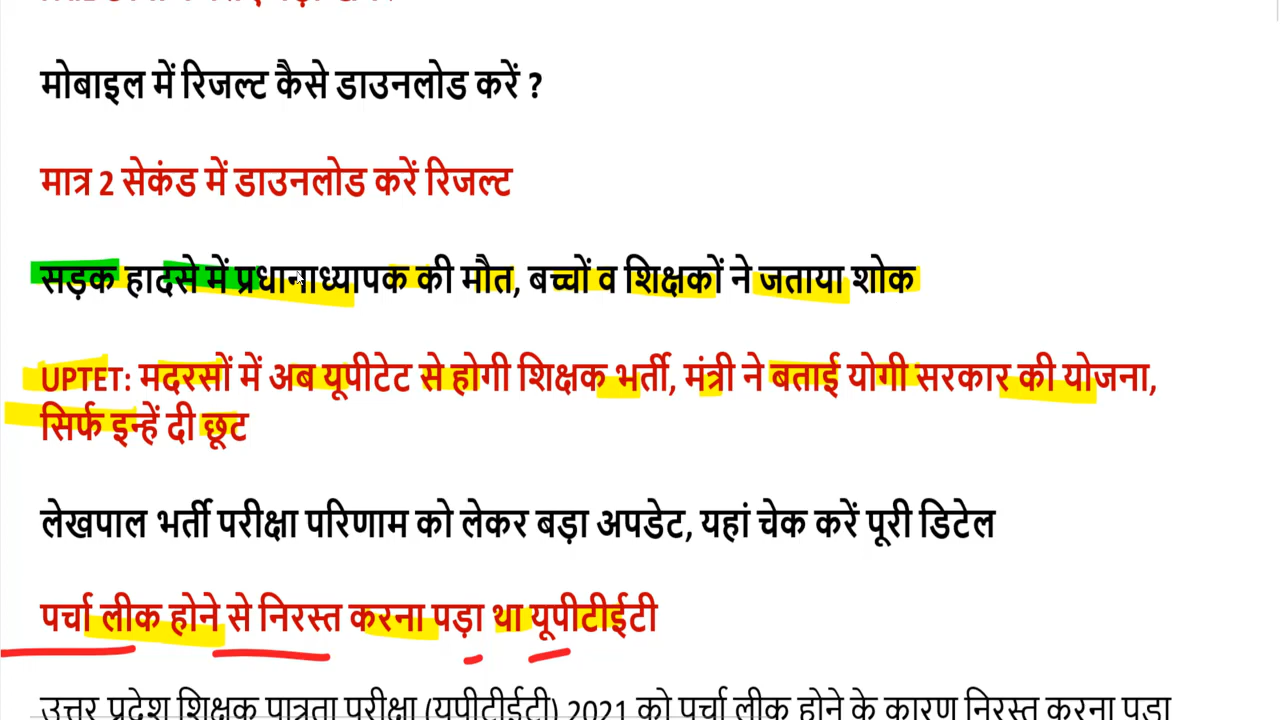 मोबाइल में रिजल्ट कैसे डाउनलोड करें ?
मात्र 2 सेकंड में डाउनलोड करें रिजल्ट
सड़क हादसे में प्रधानाध्यापक की मौत, बच्चों व शिक्षकों ने जताया शोक
UPTET: मदरसों में अब यूपीटेट से होगी शिक्षक भर्ती, मंत्री ने बताई योगी सरकार की योजना,
सिर्फ इन्हें दी छूट
लेखपाल भर्ती परीक्षा परिणाम को लेकर बड़ा अपडेट, यहां चेक करें पूरी डिटेल
पर्चा लीक होने से निरस्त करना पड़ा था यूपीटीईटी
उत्तर प्रदेश शिक्षक पात्रता परीक्षा (यूपीटीईटी) 2021 को पर्चा लीक होने के कारण निरस्त करना पड़ा